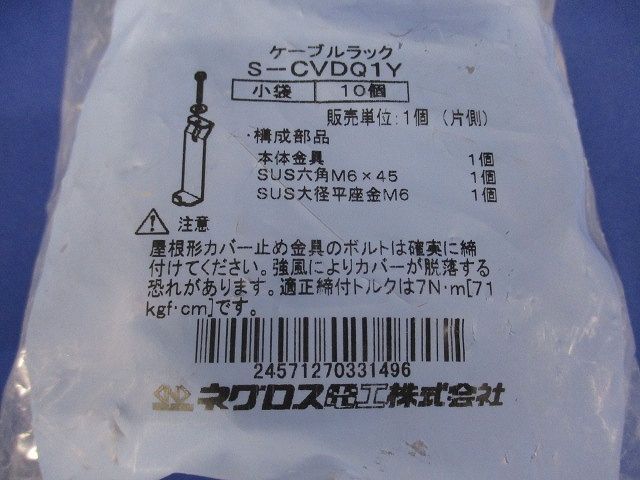 ケーブルラック
S-CVDQ1Y
小袋 10個
販売単位:1個 (片側)
・構成部品
本体金具 1個
SUS六角M6×45 1個
SUS大径平座金M6 1個
注意
屋根形カバー止め金具のボルトは確実に締
付けてください。強風によりカバーが脱落する
恐れがあります。適正締付トルクは7N・m[71
kgf・cm]です。
24571270331496
ネグロス電工株式会社